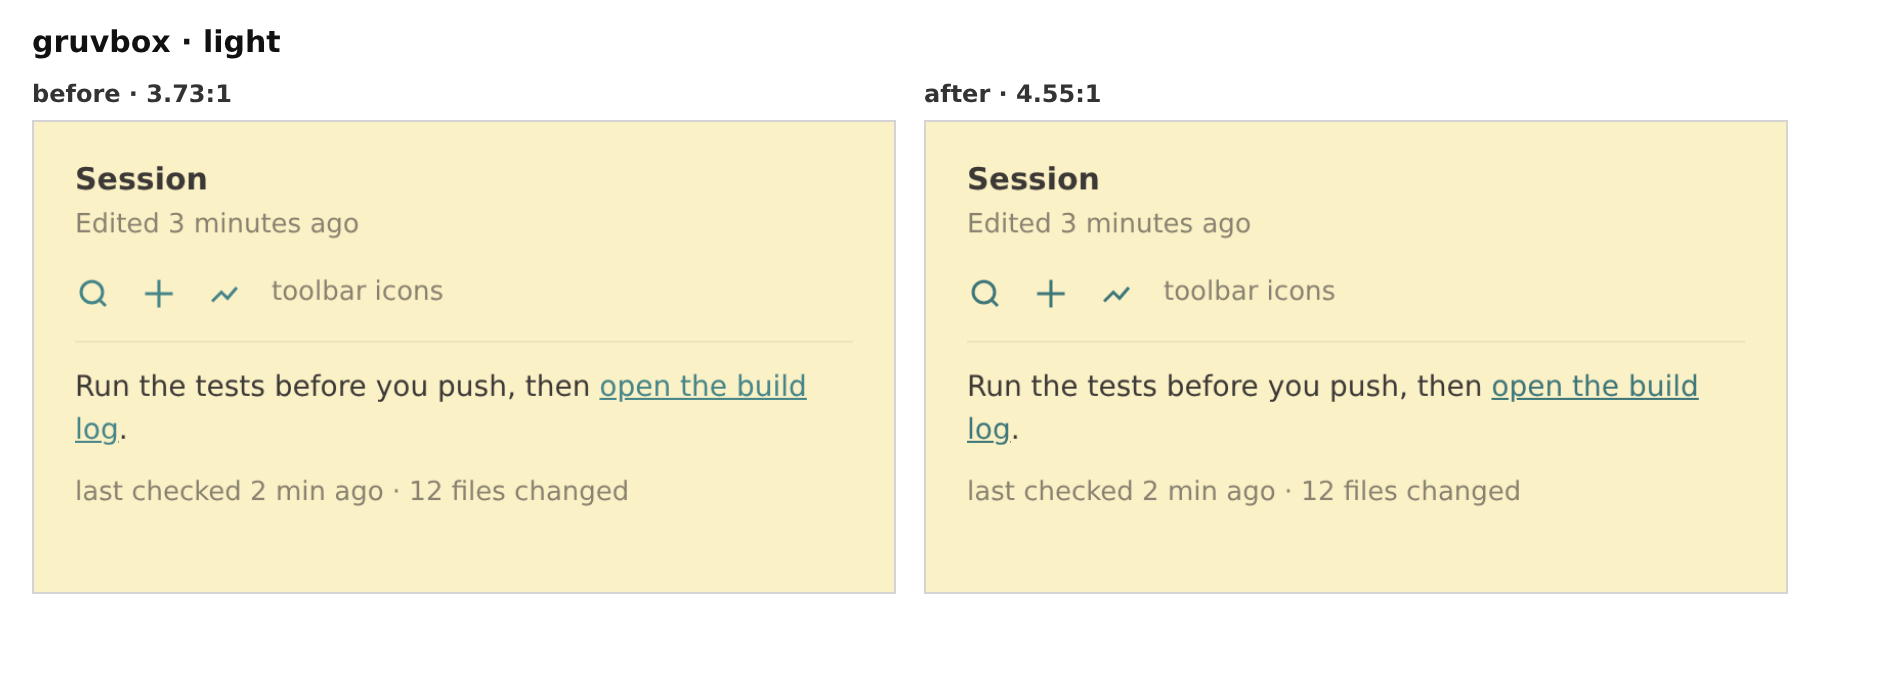 gruvbox · light
before · 3.73:1
Session
Edited 3 minutes ago
toolbar icons
Run the tests before you push, then open the build
log.
last checked 2 min ago · 12 files changed
after · 4.55:1
Session
Edited 3 minutes ago
toolbar icons
Run the tests before you push, then open the build
log.
last checked 2 min ago · 12 files changed